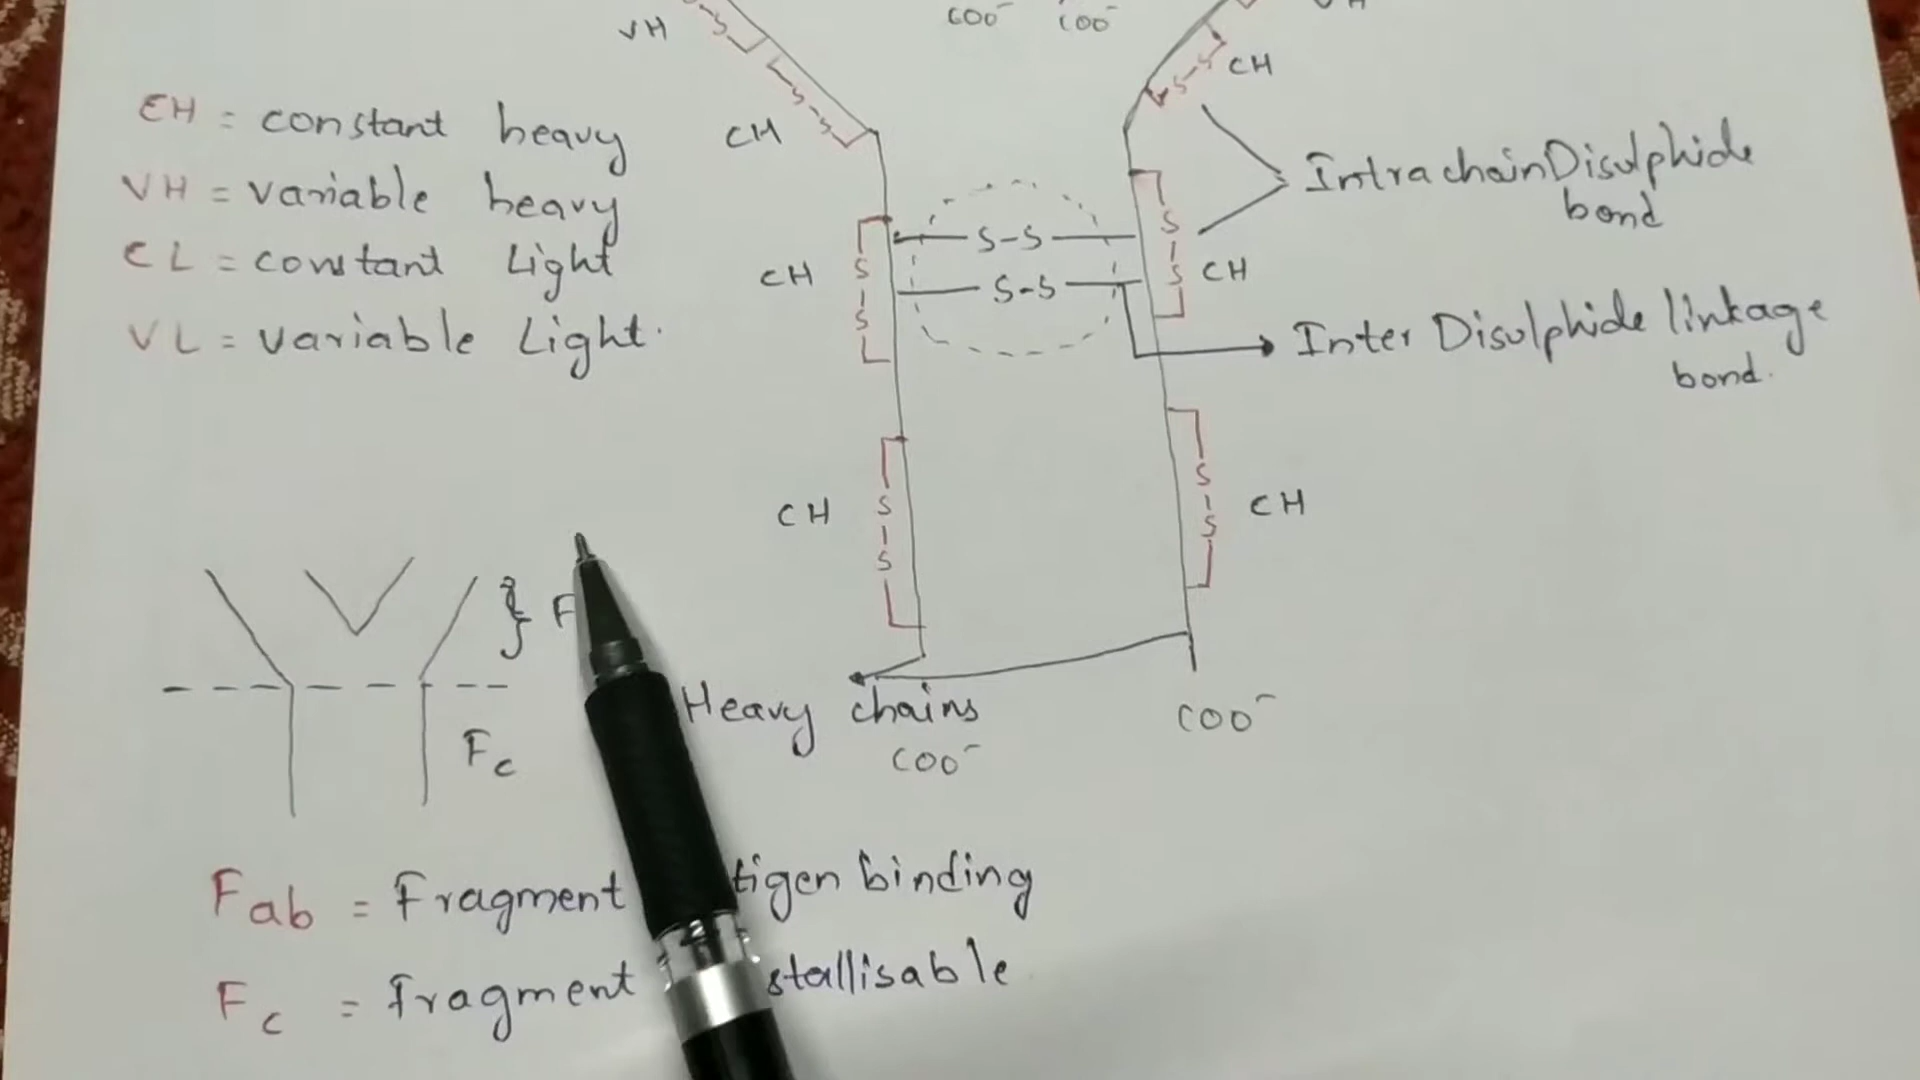 VH
COO⁻ COO⁻
S-S
CH
CH = constant heavy
CH
S-S
VH = variable heavy
CL = constant Light
VL = variable Light.
Intrachain Disulphide
bond
S-S
S-S
CH
S-S
S-S
CH
Inter Disulphide linkage
bond.
CH
S-S
S-S
CH
F
Fc
Heavy chains
COO⁻
COO⁻
Fab = Fragment tigen binding
Fc = fragment stallisable